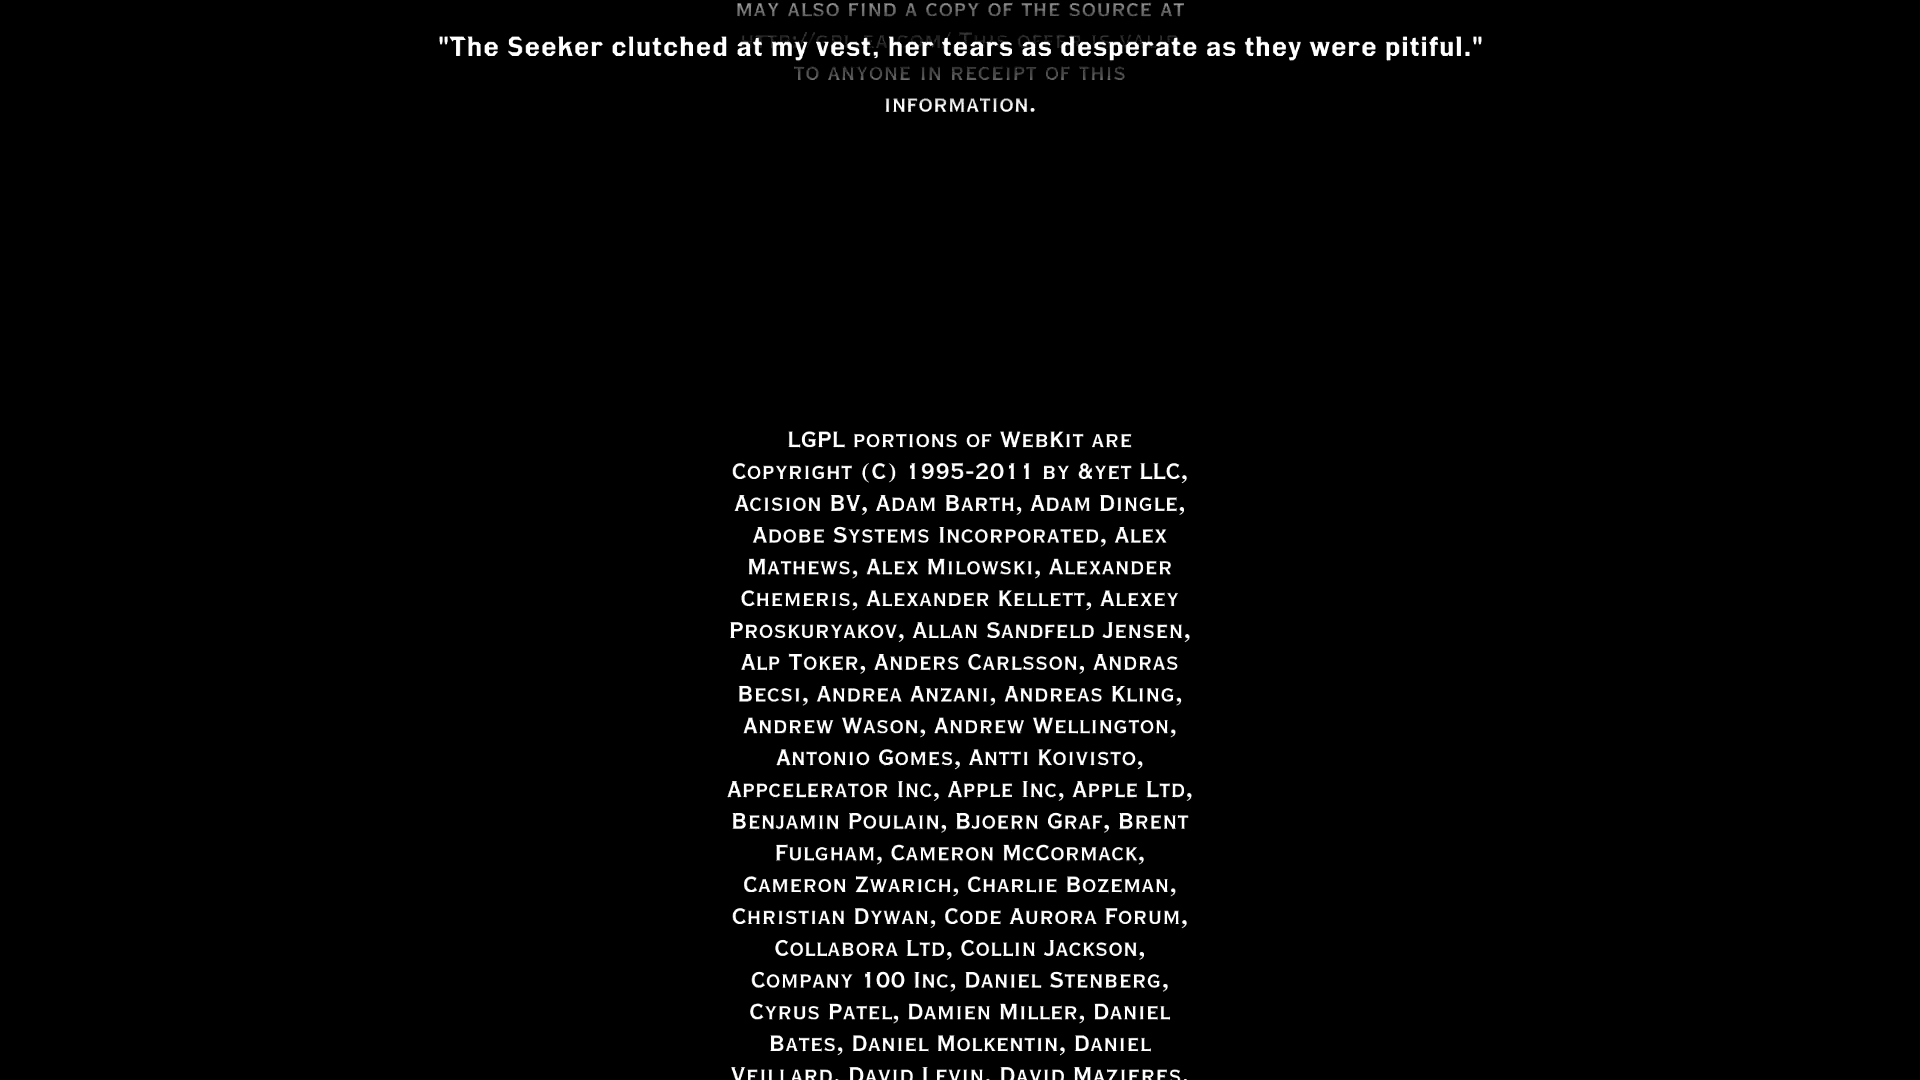 MAY ALSO FIND A COPY OF THE SOURCE AT
"The Seeker clutched at my vest, her tears as desperate as they were pitiful."
TO ANYONE IN RECEIPT OF THIS
INFORMATION.
LGPL PORTIONS OF WEBKIT ARE
COPYRIGHT (C) 1995-2011 BY &YET LLC,
ACISION BV, ADAM BARTH, ADAM DINGLE,
ADOBE SYSTEMS INCORPORATED, ALEX
MATHEWS, ALEX MILOWSKI, ALEXANDER
CHEMERIS, ALEXANDER KELLETT, ALEXEY
PROSKURYAKOV, ALLAN SANDFELD JENSEN,
ALP TOKER, ANDERS CARLSSON, ANDRAS
BECSI, ANDREA ANZANI, ANDREAS KLING,
ANDREW WASON, ANDREW WELLINGTON,
ANTONIO GOMES, ANTTI KOIVISTO,
APPCELERATOR INC, APPLE INC, APPLE LTD,
BENJAMIN POULAIN, BJOERN GRAF, BRENT
FULGHAM, CAMERON MCCORMACK,
CAMERON ZWARICH, CHARLIE BOZEMAN,
CHRISTIAN DYWAN, CODE AURORA FORUM,
COLLABORA LTD, COLLIN JACKSON,
COMPANY 100 INC, DANIEL STENBERG,
CYRUS PATEL, DAMIEN MILLER, DANIEL
BATES, DANIEL MOLKENTIN, DANIEL
VEILLARD, DAVID LEVIN, DAVID MAZIERES,